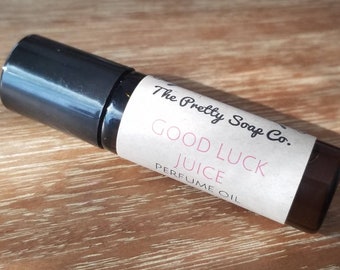 The Pretty Soap Co.
GOOD LUCK
JUICE
PERFUME OIL